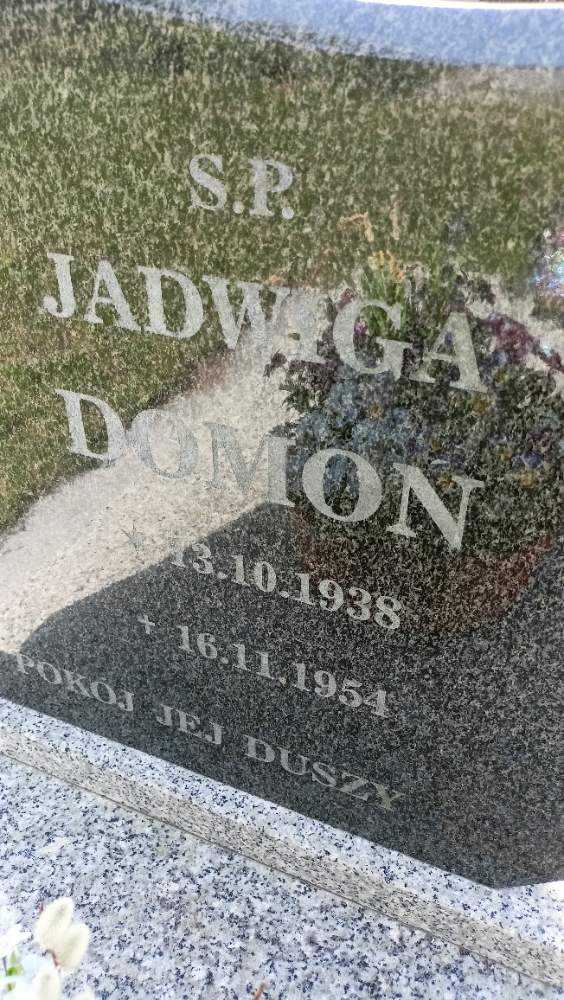 S.P.
JADWIGA
DOMON
* 13.10.1938
+ 16.11.1954
POKOJ JEJ DUSZY